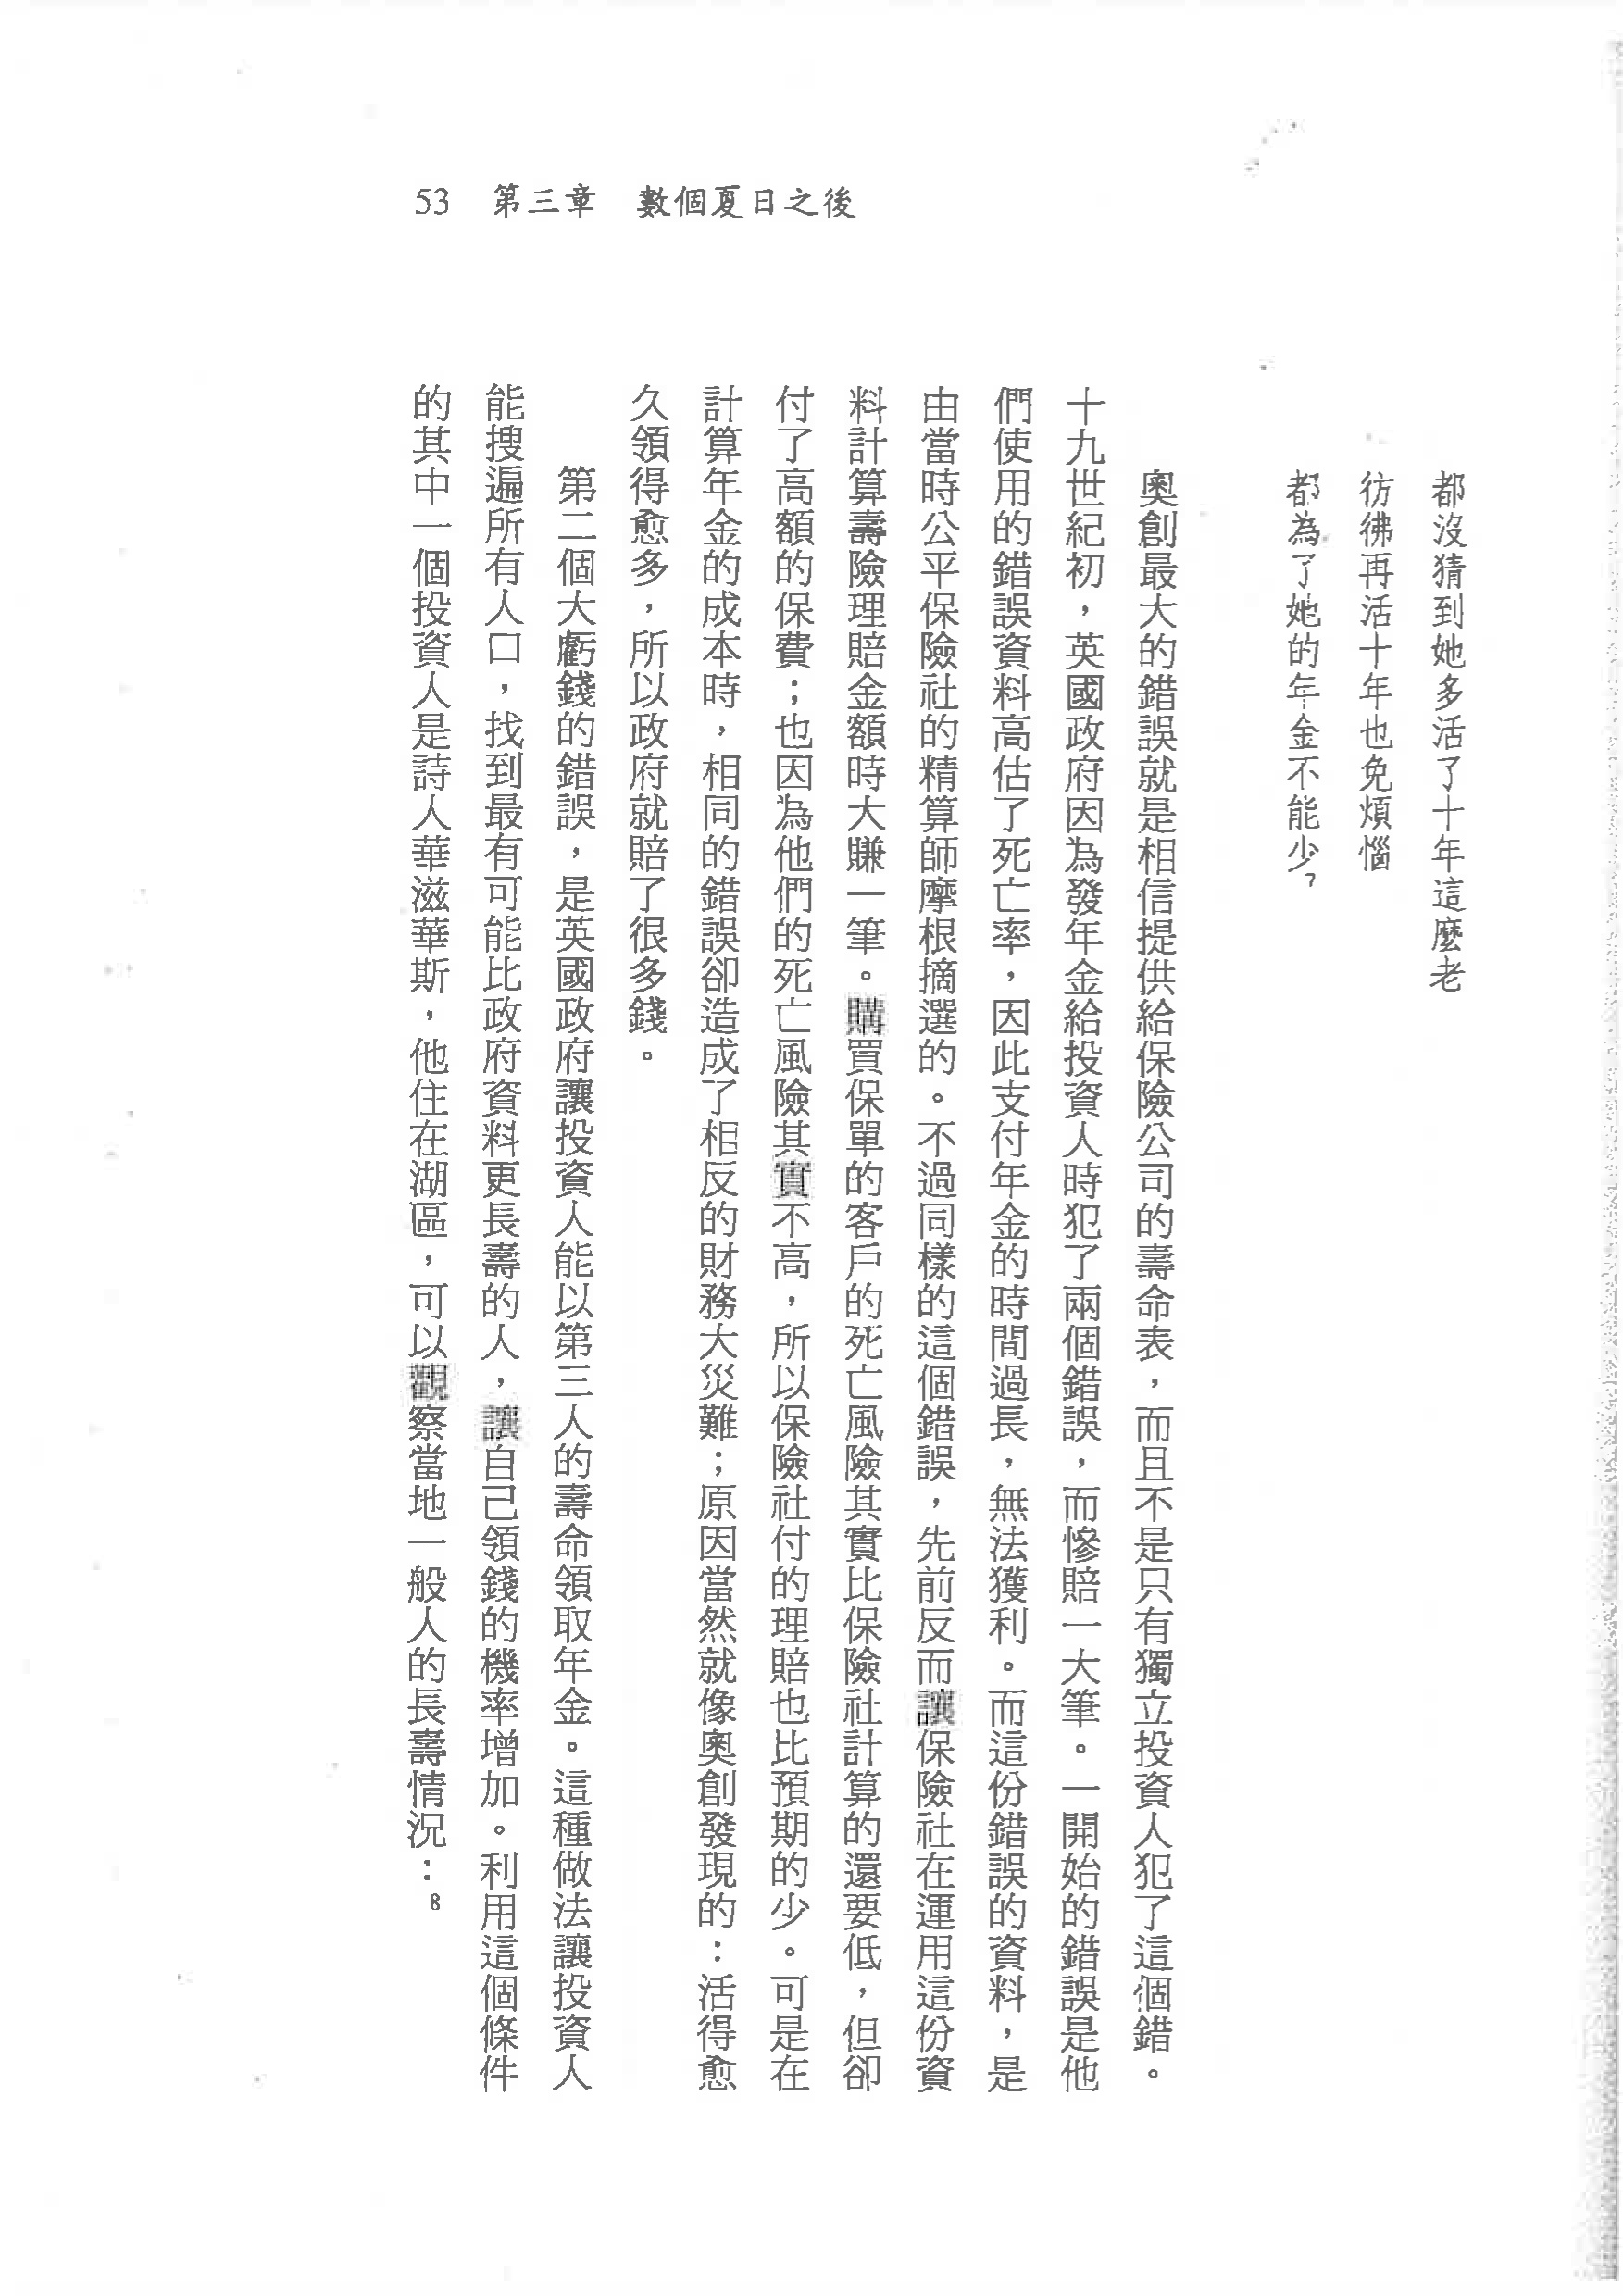 53　第三章　數個夏日之後
都沒猜到她多活了十年這麼老
彷彿再活十年也免煩惱
都為了她的年金不能少7
奧創最大的錯誤就是相信提供給保險公司的壽命表，而且不是只有獨立投資人犯了這個錯。
十九世紀初，英國政府因為發年金給投資人時犯了兩個錯誤，而慘賠一大筆。一開始的錯誤是他
們使用的錯誤資料高估了死亡率，因此支付年金的時間過長，無法獲利。而這份錯誤的資料，是
由當時公平保險社的精算師摩根摘選的。不過同樣的這個錯誤，先前反而讓保險社在運用這份資
料計算壽險理賠金額時大賺一筆。購買保單的客戶的死亡風險其實比保險社計算的還要低，但卻
付了高額的保費；也因為他們的死亡風險其實不高，所以保險社付的理賠也比預期的少。可是在
計算年金的成本時，相同的錯誤卻造成了相反的財務大災難；原因當然就像奧創發現的：活得愈
久領得愈多，所以政府就賠了很多錢。
第二個大虧錢的錯誤，是英國政府讓投資人能以第三人的壽命領取年金。這種做法讓投資人
能搜遍所有人口，找到最有可能比政府資料更長壽的人，讓自己領錢的機率增加。利用這個條件
的其中一個投資人是詩人華滋華斯，他住在湖區，可以觀察當地一般人的長壽情況：8